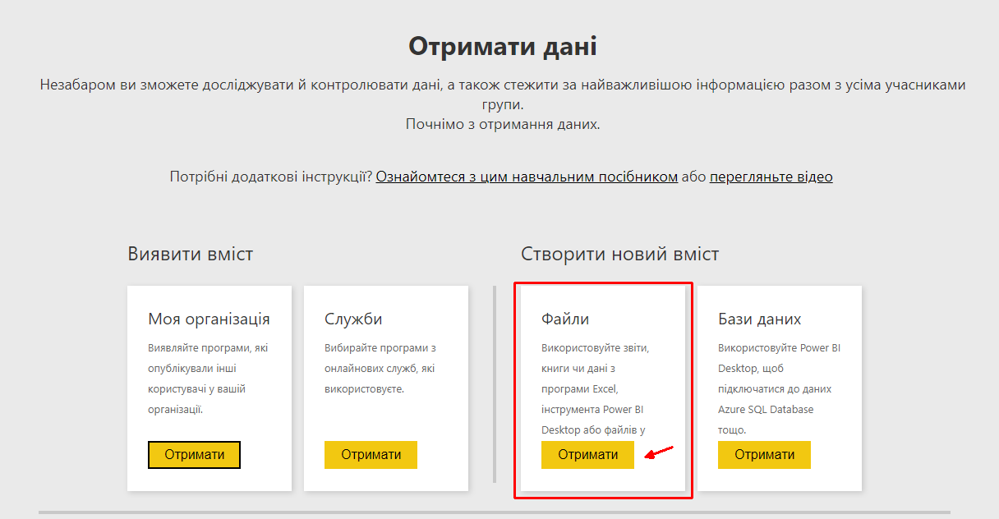 Отримати дані
Незабаром ви зможете досліджувати й контролювати дані, а також стежити за найважливішою інформацією разом з усіма учасниками
групи.
Почнімо з отримання даних.
Потрібні додаткові інструкції? Ознайомтеся з цим навчальним посібником або перегляньте відео
Виявити вміст
Моя організація
Виявляйте програми, які
опублікували інші
користувачі у вашій
організації.
Отримати
Служби
Вибирайте програми з
онлайнових служб, які
використовуєте.
Отримати
Створити новий вміст
Файли
Використовуйте звіти,
книги чи дані з
програми Excel,
інструмента Power BI
Desktop або файлів у
Отримати
Бази даних
Використовуйте Power BI
Desktop, щоб
підключатися до даних
Azure SQL Database
тощо.
Отримати